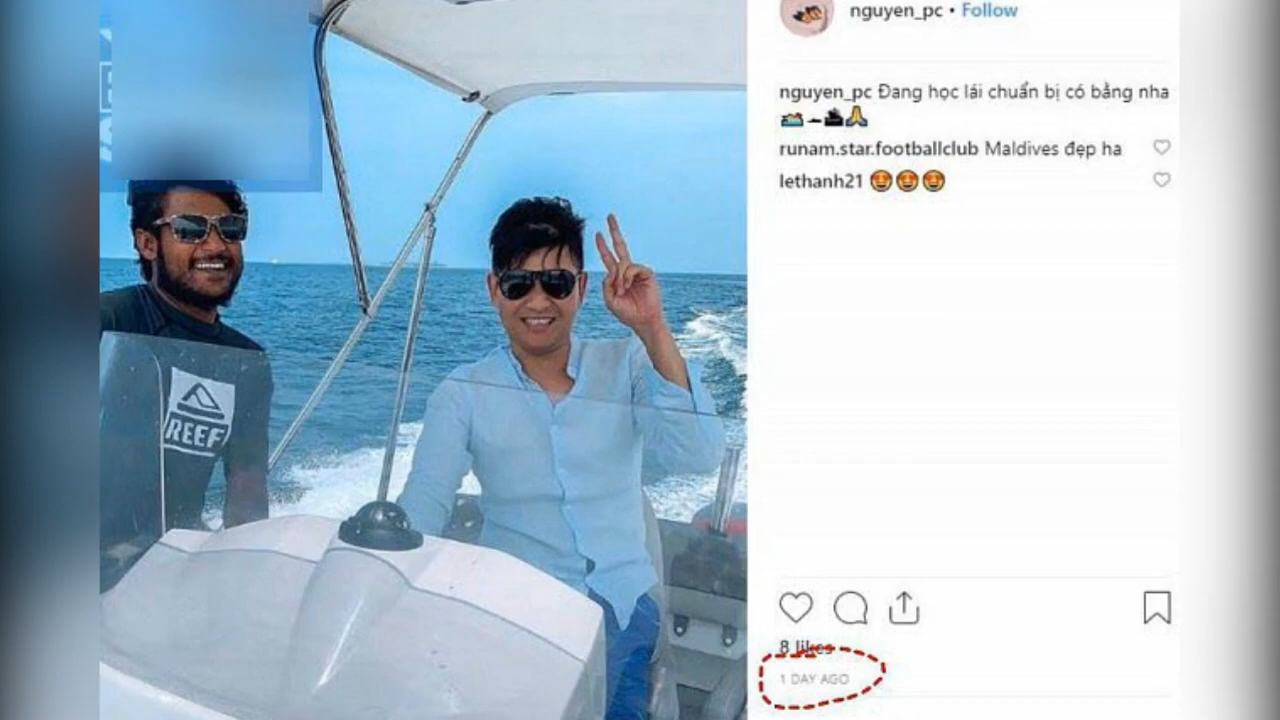 nguyen_pc • Follow
nguyen_pc Đang học lái chuẩn bị có bằng nha
runam.star.footballclub Maldives đẹp ha
lethanh21
REEF
8 likes
1 DAY AGO